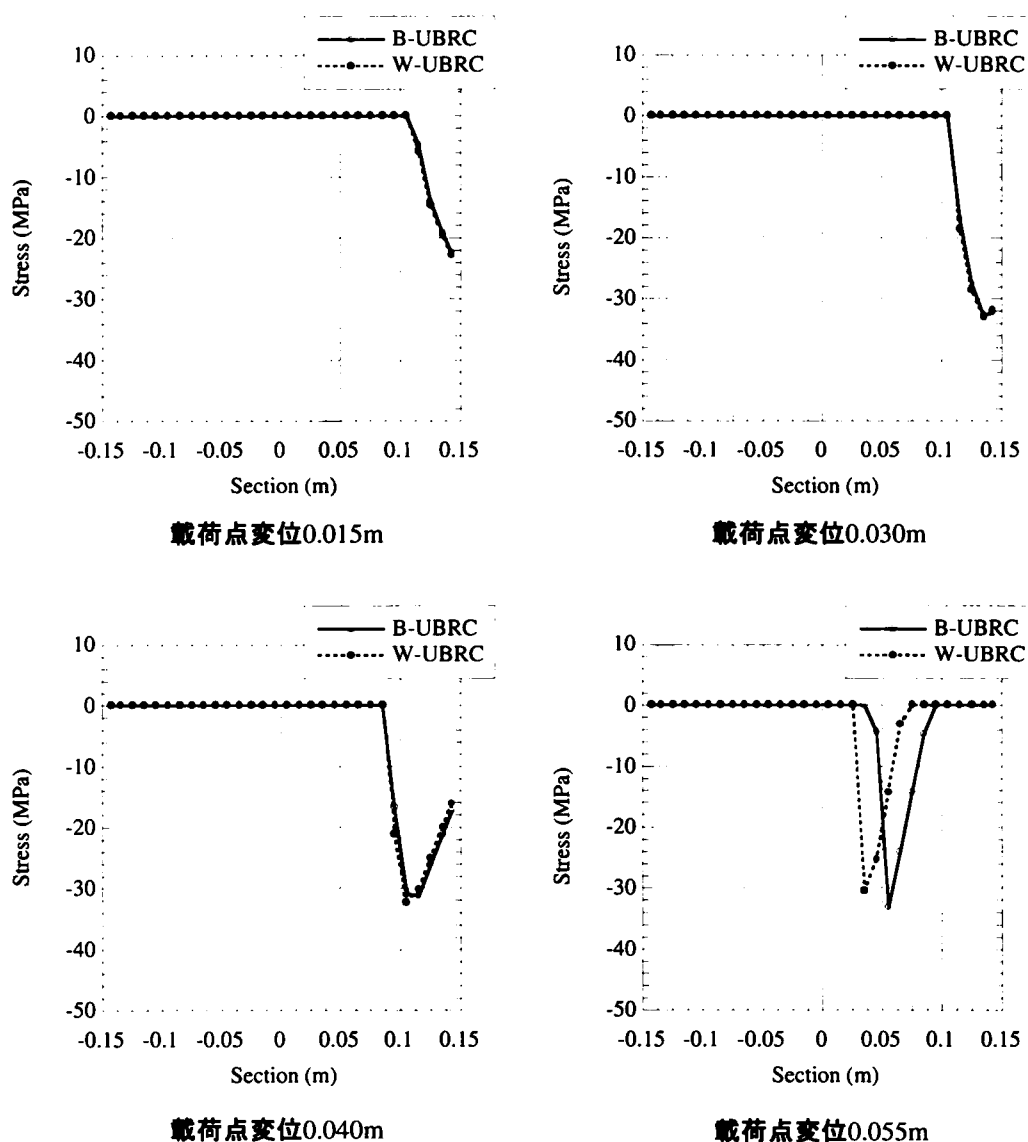 B-UBRC
W-UBRC
10
0
-10
-20
-30
-40
-50
Stress (MPa)
-0.15 -0.1 -0.05 0 0.05 0.1 0.15
Section (m)
載荷点変位0.015m
B-UBRC
W-UBRC
10
0
-10
-20
-30
-40
-50
Stress (MPa)
-0.15 -0.1 -0.05 0 0.05 0.1 0.15
Section (m)
載荷点変位0.030m
B-UBRC
W-UBRC
10
0
-10
-20
-30
-40
-50
Stress (MPa)
-0.15 -0.1 -0.05 0 0.05 0.1 0.15
Section (m)
載荷点変位0.040m
B-UBRC
W-UBRC
10
0
-10
-20
-30
-40
-50
Stress (MPa)
-0.15 -0.1 -0.05 0 0.05 0.1 0.15
Section (m)
載荷点変位0.055m